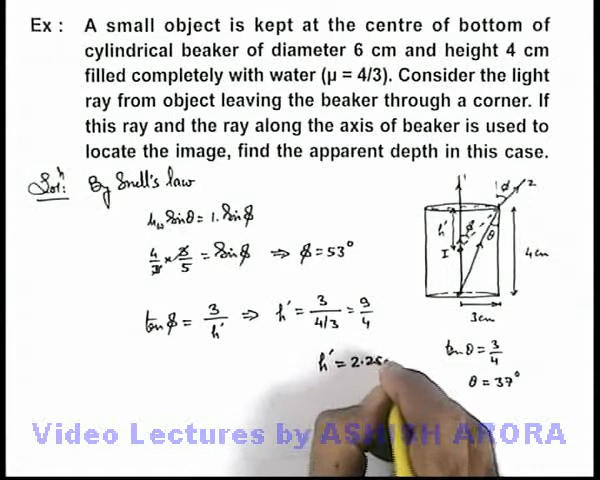 Ex : A small object is kept at the centre of bottom of
cylindrical beaker of diameter 6 cm and height 4 cm
filled completely with water (μ = 4/3). Consider the light
ray from object leaving the beaker through a corner. If
this ray and the ray along the axis of beaker is used to
locate the image, find the apparent depth in this case.
Solⁿ: By Snell's law
μw Sinθ = 1. Sinφ
4/3 × 3/5 = Sinφ ⇒ φ = 53°
tanφ = 3/h' ⇒ h' = 3/(4/3) = 9/4
h' = 2.25
1
φ
2
h'
φ
θ
I
4cm
3cm
tanθ = 3/4
θ = 37°
Video Lectures by ASHISH ARORA